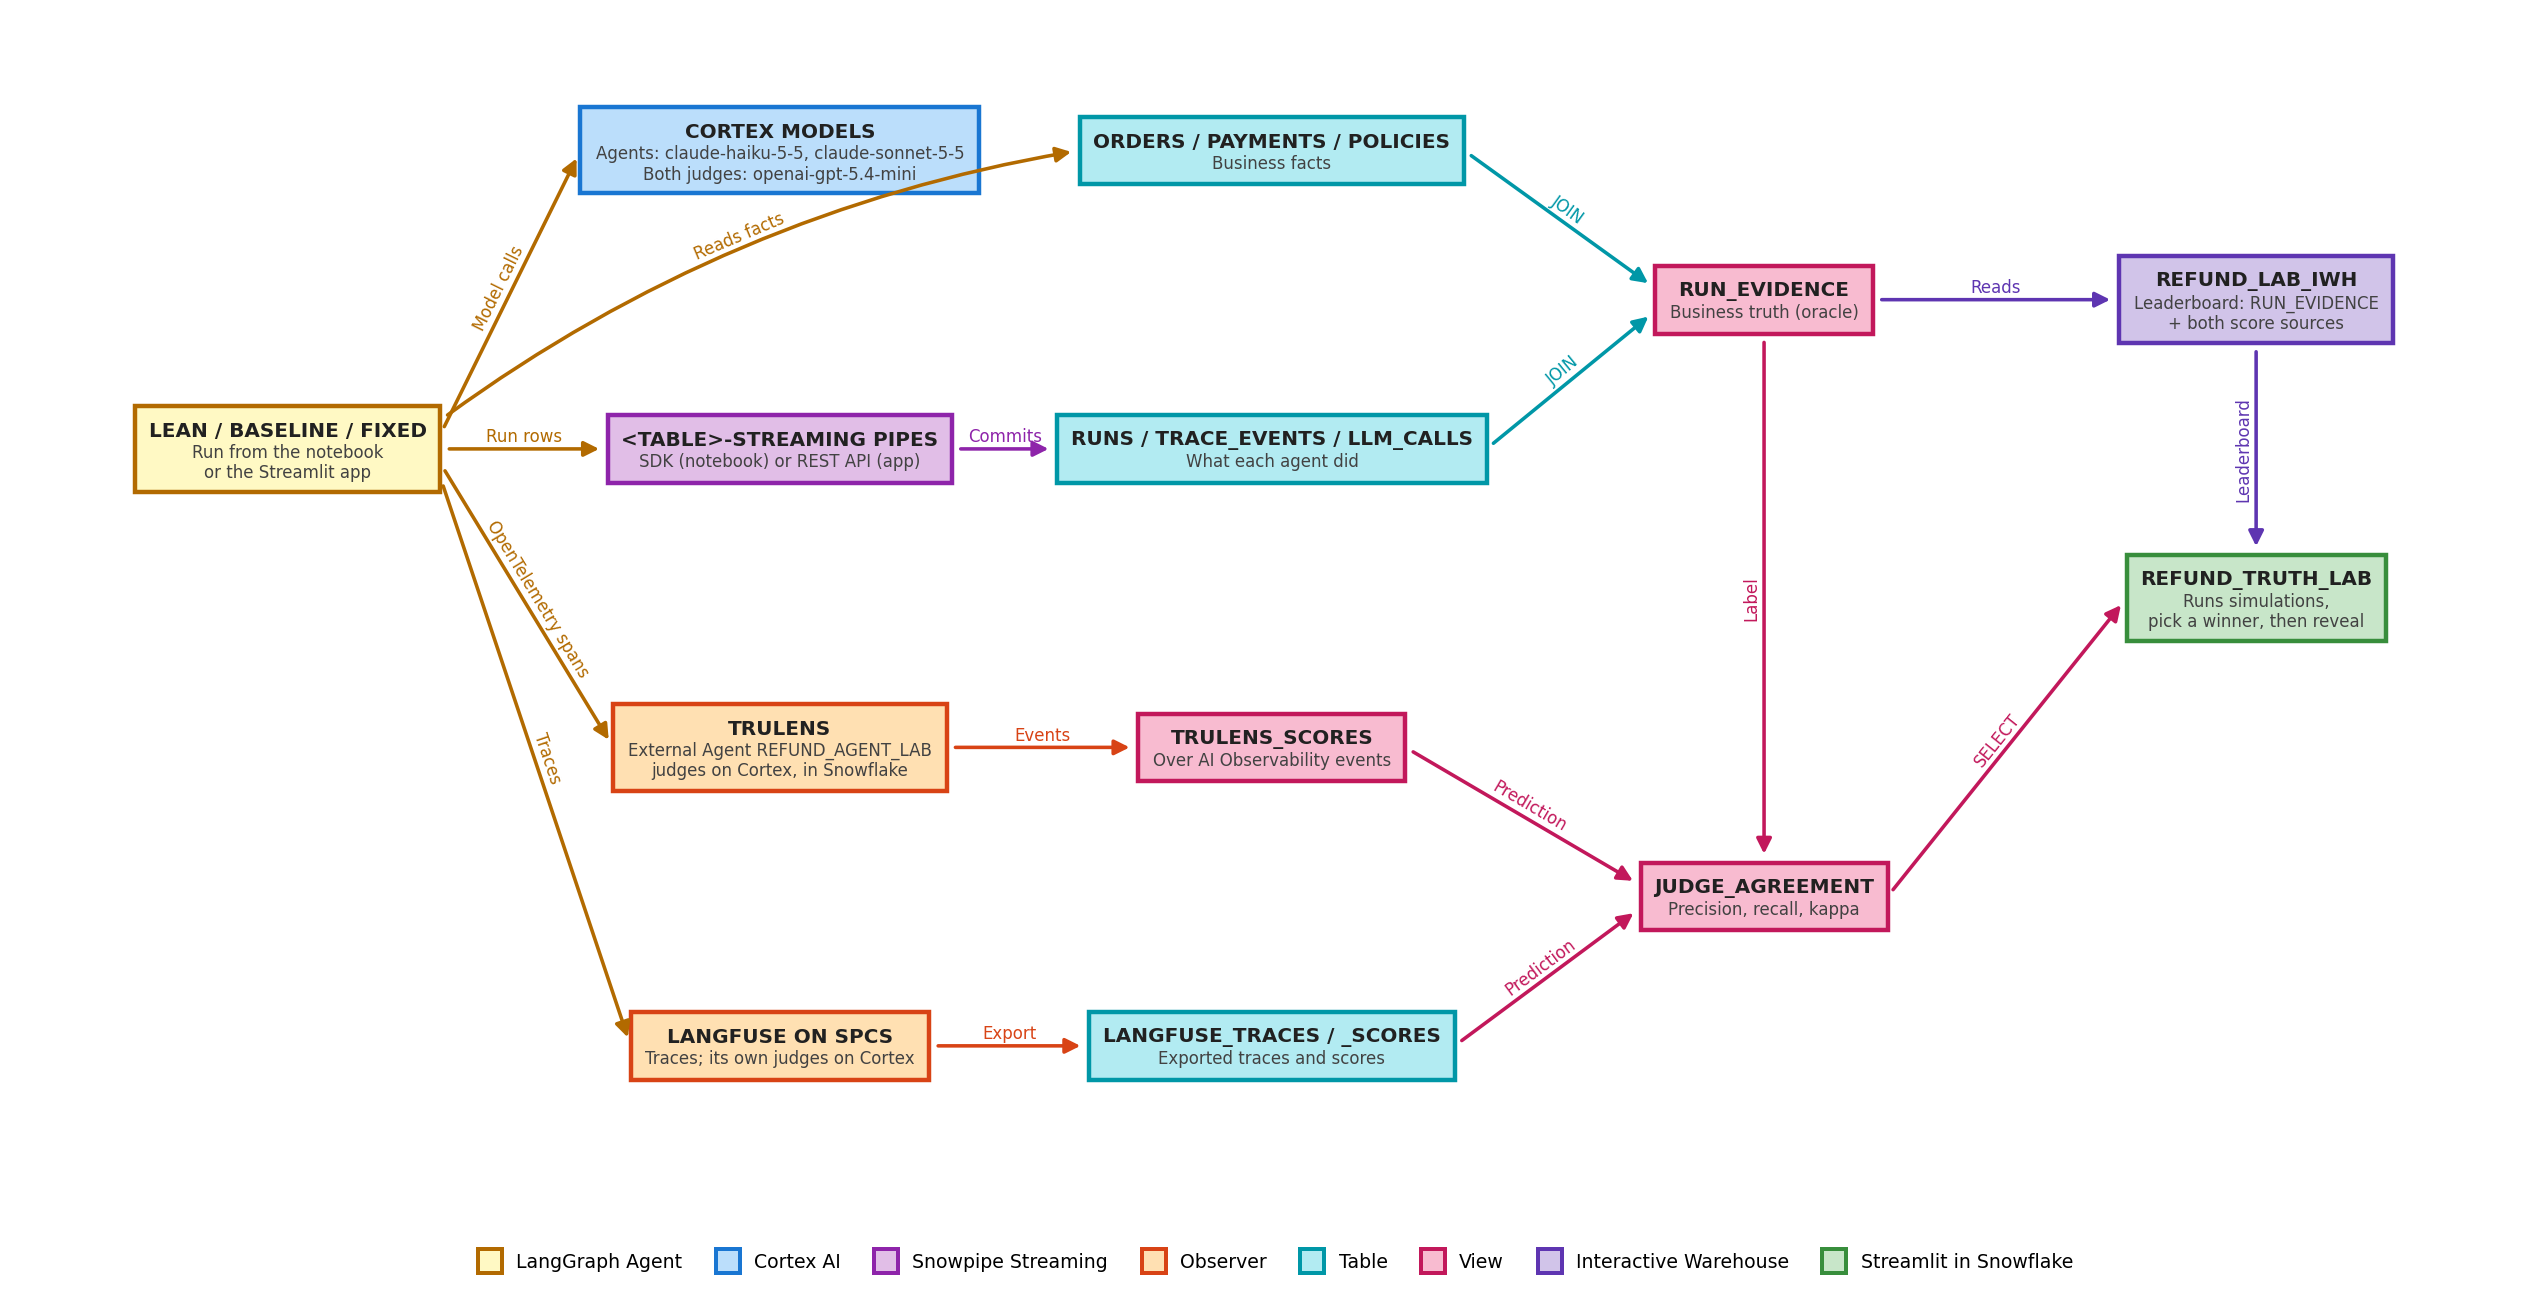 CORTEX MODELS
Agents: claude-haiku-5-5, claude-sonnet-5-5
Both judges: openai-gpt-5.4-mini
ORDERS / PAYMENTS / POLICIES
Business facts
Model calls
Reads facts
JOIN
RUN_EVIDENCE
Business truth (oracle)
Reads
REFUND_LAB_IWH
Leaderboard: RUN_EVIDENCE
+ both score sources
LEAN / BASELINE / FIXED
Run from the notebook
or the Streamlit app
Run rows
<TABLE>-STREAMING PIPES
SDK (notebook) or REST API (app)
Commits
RUNS / TRACE_EVENTS / LLM_CALLS
What each agent did
JOIN
Leaderboard
OpenTelemetry spans
Label
REFUND_TRUTH_LAB
Runs simulations,
pick a winner, then reveal
Traces
TRULENS
External Agent REFUND_AGENT_LAB
judges on Cortex, in Snowflake
Events
TRULENS_SCORES
Over AI Observability events
Prediction
SELECT
JUDGE_AGREEMENT
Precision, recall, kappa
Prediction
LANGFUSE ON SPCS
Traces; its own judges on Cortex
Export
LANGFUSE_TRACES / _SCORES
Exported traces and scores
LangGraph Agent
Cortex AI
Snowpipe Streaming
Observer
Table
View
Interactive Warehouse
Streamlit in Snowflake